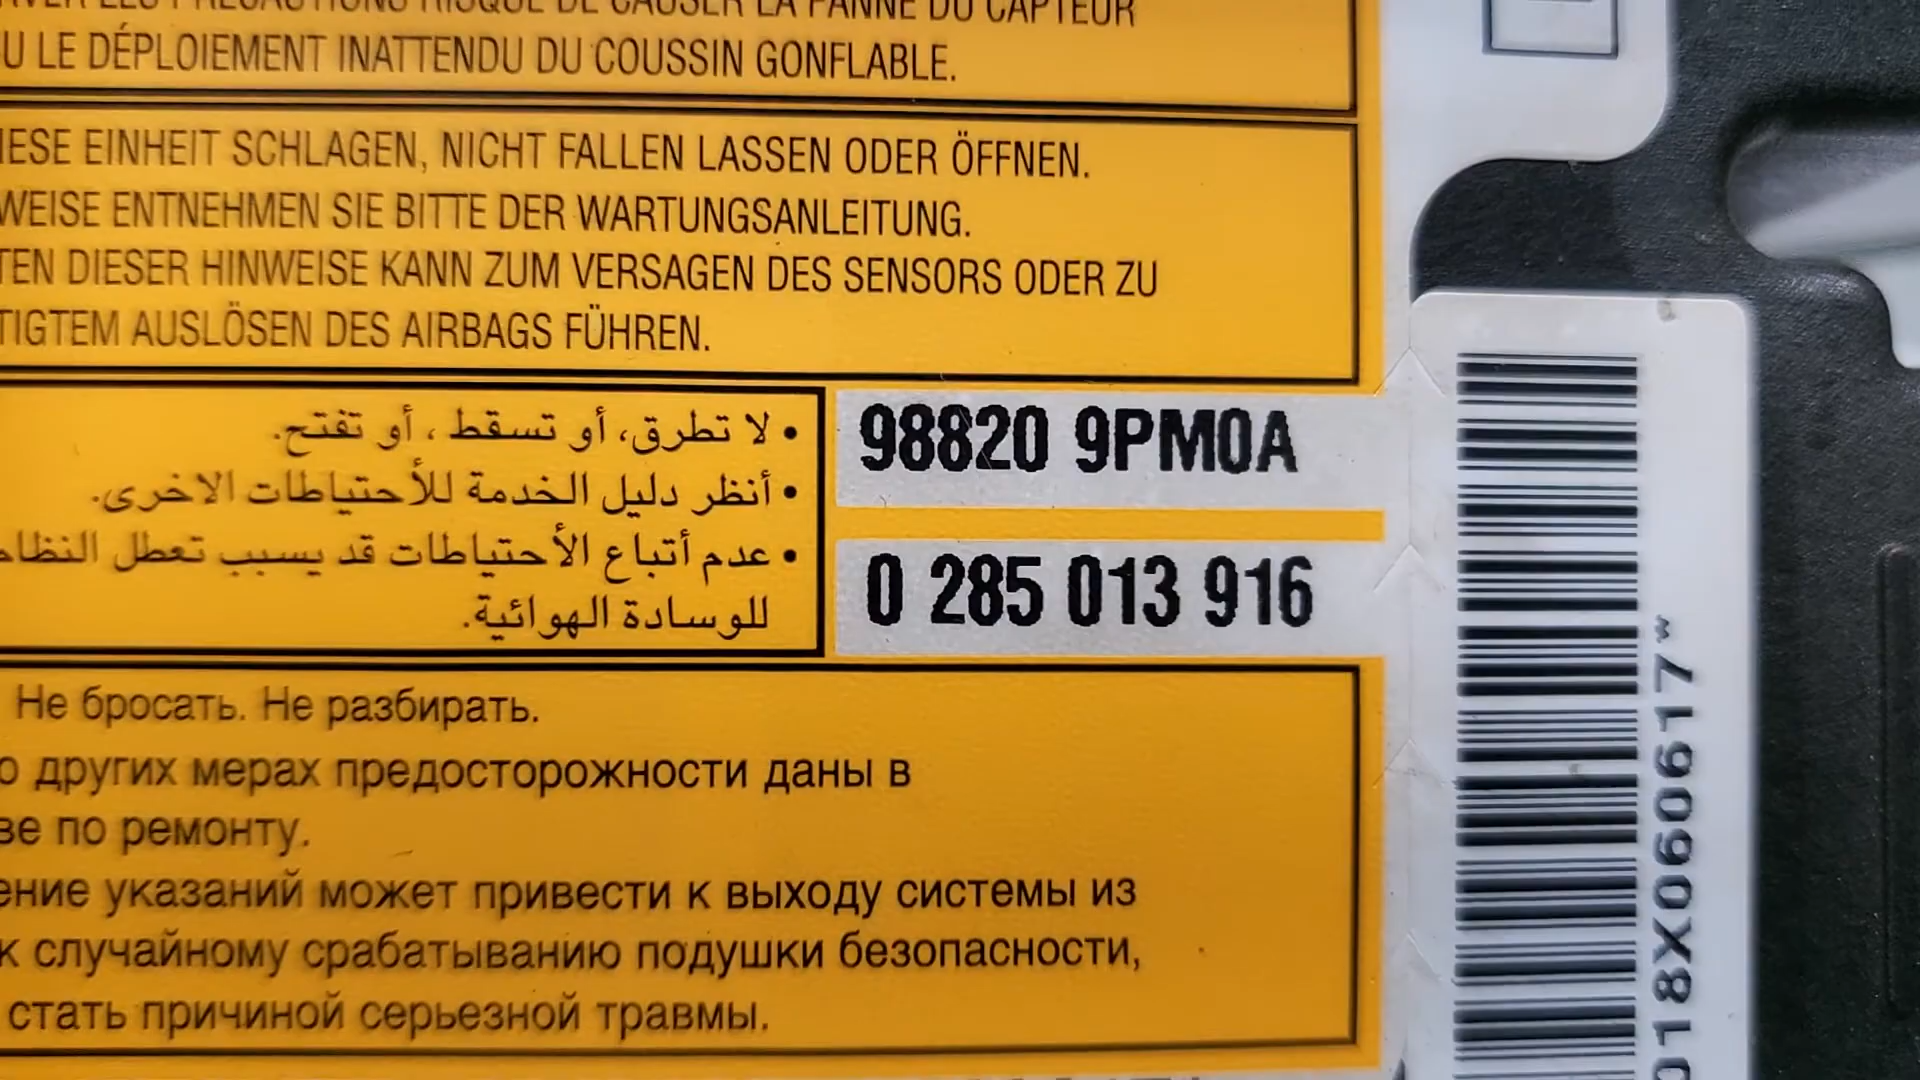 LES PRÉCAUTIONS RISQUE DE CAUSER LA PANNE DU CAPTEUR
U LE DÉPLOIEMENT INATTENDU DU COUSSIN GONFLABLE.
IESE EINHEIT SCHLAGEN, NICHT FALLEN LASSEN ODER ÖFFNEN.
WEISE ENTNEHMEN SIE BITTE DER WARTUNGSANLEITUNG.
TEN DIESER HINWEISE KANN ZUM VERSAGEN DES SENSORS ODER ZU
TIGTEM AUSLÖSEN DES AIRBAGS FÜHREN.
• لا تطرق، أو تسقط ، أو تفتح.
• أنظر دليل الخدمة للأحتياطات الاخرى.
• عدم أتباع الأحتياطات قد يسبب تعطل النظام
للوسادة الهوائية.
98820 9PM0A
0 285 013 916
Не бросать. Не разбирать.
о других мерах предосторожности даны в
ве по ремонту.
ение указаний может привести к выходу системы из
к случайному срабатыванию подушки безопасности,
стать причиной серьезной травмы.
018X060617w